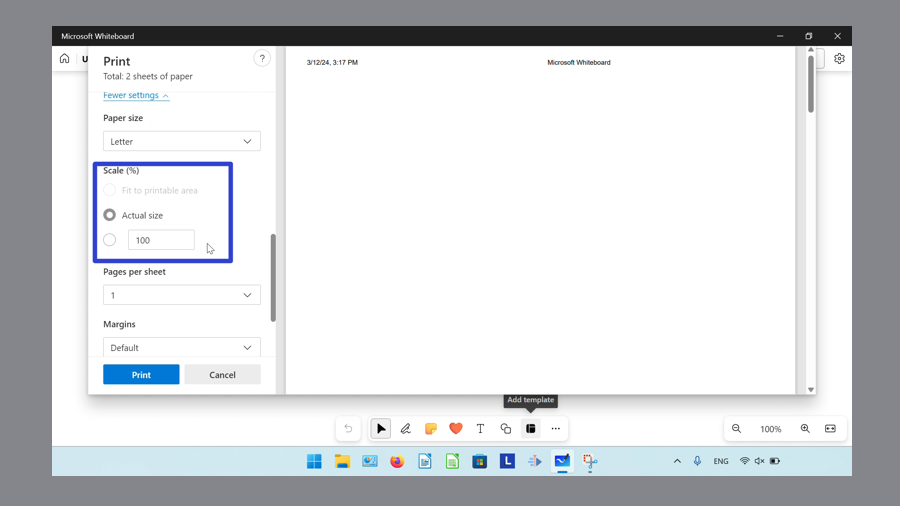 Microsoft Whiteboard
U
Print
?
Total: 2 sheets of paper
Fewer settings
Paper size
Letter
Scale (%)
Fit to printable area
Actual size
100
Pages per sheet
1
Margins
Default
Print
Cancel
3/12/24, 3:17 PM
Microsoft Whiteboard
Add template
T
100%
L
ENG